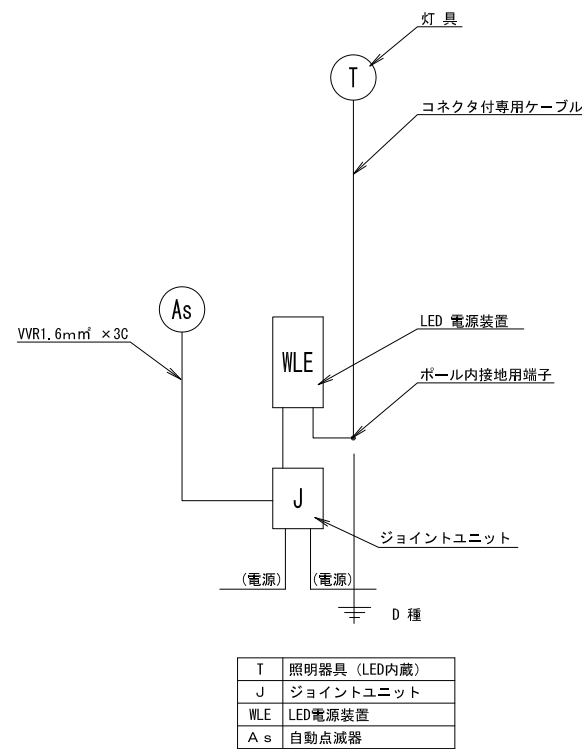 灯 具
T
コネクタ付専用ケーブル
As
LED 電源装置
VVR1.6m㎡ ×3C
WLE
ポール内接地用端子
J
ジョイントユニット
(電源) (電源)
D 種
T 照明器具 (LED内蔵)
J ジョイントユニット
WLE LED電源装置
A s 自動点滅器